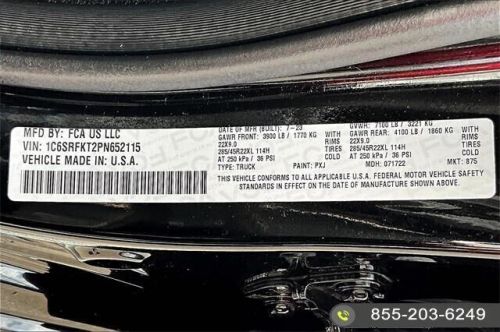 MFD BY: FCA US LLC
VIN: 1C6SRFKT2PN652115
VEHICLE MADE IN: U.S.A.
DATE OF MFR (BUILT): 7-23
GAWR FRONT: 3900 LB / 1770 KG WITH
22X9.0 RIMS
285/45R22XL 114H TIRES
AT 250 kPa / 36 PSI COLD
TYPE: TRUCK PAINT: PXJ
GVWR: 7100 LB / 3221 KG
GAWR REAR: 4100 LB / 1860 KG WITH
22X9.0 RIMS
285/45R22XL 114H TIRES
AT 250 kPa / 36 PSI COLD
MDH: 071722 MKT: 875
THIS VEHICLE CONFORMS TO ALL APPLICABLE U.S.A. FEDERAL MOTOR VEHICLE SAFETY
STANDARDS IN EFFECT ON THE DATE OF MANUFACTURE SHOWN ABOVE.
855-203-6249